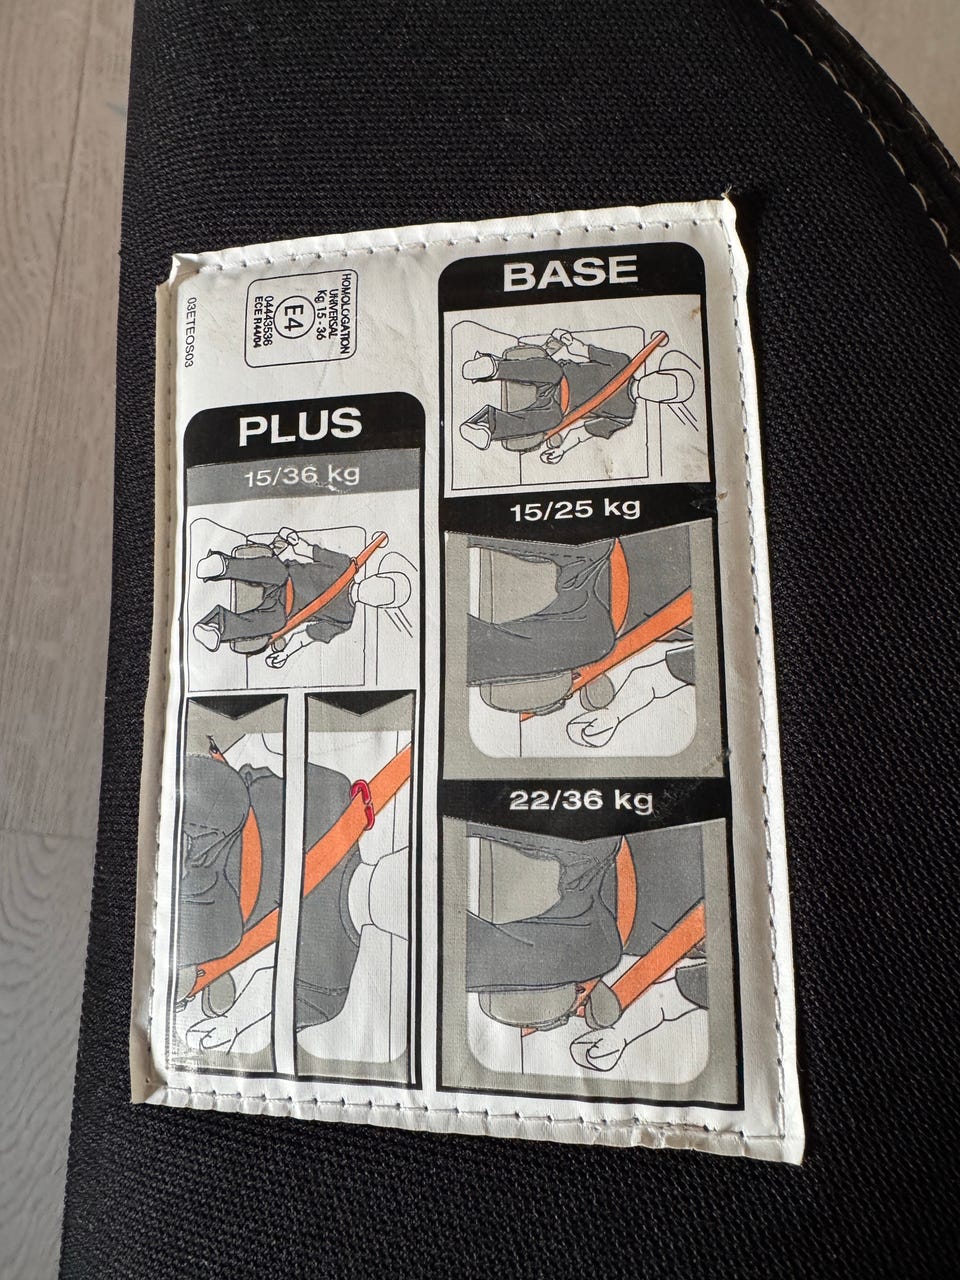 03ETEOS03
HOMOLOGATION
UNIVERSAL
Kg 15 - 36
E4
04443536
ECE R44/04
BASE
15/25 kg
22/36 kg
PLUS
15/36 kg